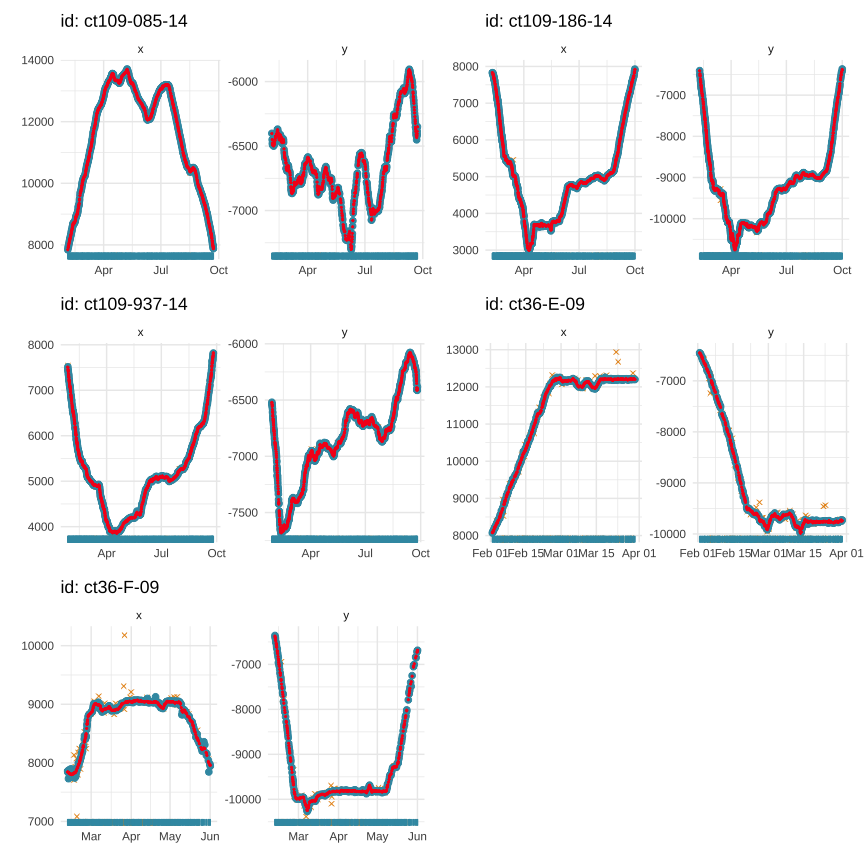 id: ct109-085-14
x
y
14000
12000
10000
8000
-6000
-6500
-7000
Apr Jul Oct
Apr Jul Oct
id: ct109-186-14
x
y
8000
7000
6000
5000
4000
3000
-7000
-8000
-9000
-10000
Apr Jul Oct
Apr Jul Oct
id: ct109-937-14
x
y
8000
7000
6000
5000
4000
-6000
-6500
-7000
-7500
Apr Jul Oct
Apr Jul Oct
id: ct36-E-09
x
y
13000
12000
11000
10000
9000
8000
-7000
-8000
-9000
-10000
Feb 01 Feb 15 Mar 01 Mar 15 Apr 01
Feb 01 Feb 15 Mar 01 Mar 15 Apr 01
id: ct36-F-09
x
y
10000
9000
8000
7000
-7000
-8000
-9000
-10000
Mar Apr May Jun
Mar Apr May Jun